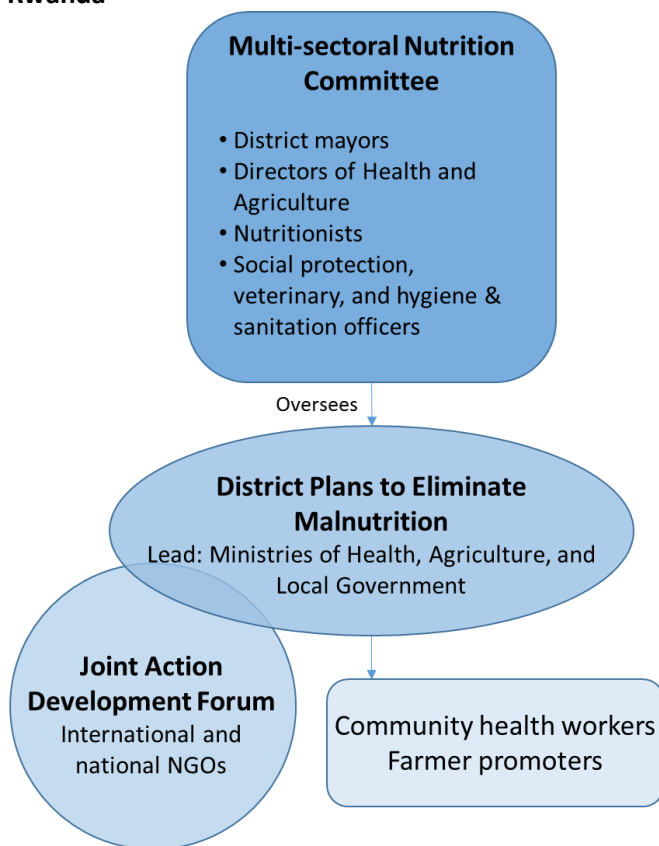 Rwanda
Multi-sectoral Nutrition
Committee
• District mayors
• Directors of Health and
Agriculture
• Nutritionists
• Social protection,
veterinary, and hygiene &
sanitation officers
Oversees
District Plans to Eliminate
Malnutrition
Lead: Ministries of Health, Agriculture, and
Local Government
Joint Action
Development Forum
International and
national NGOs
Community health workers
Farmer promoters